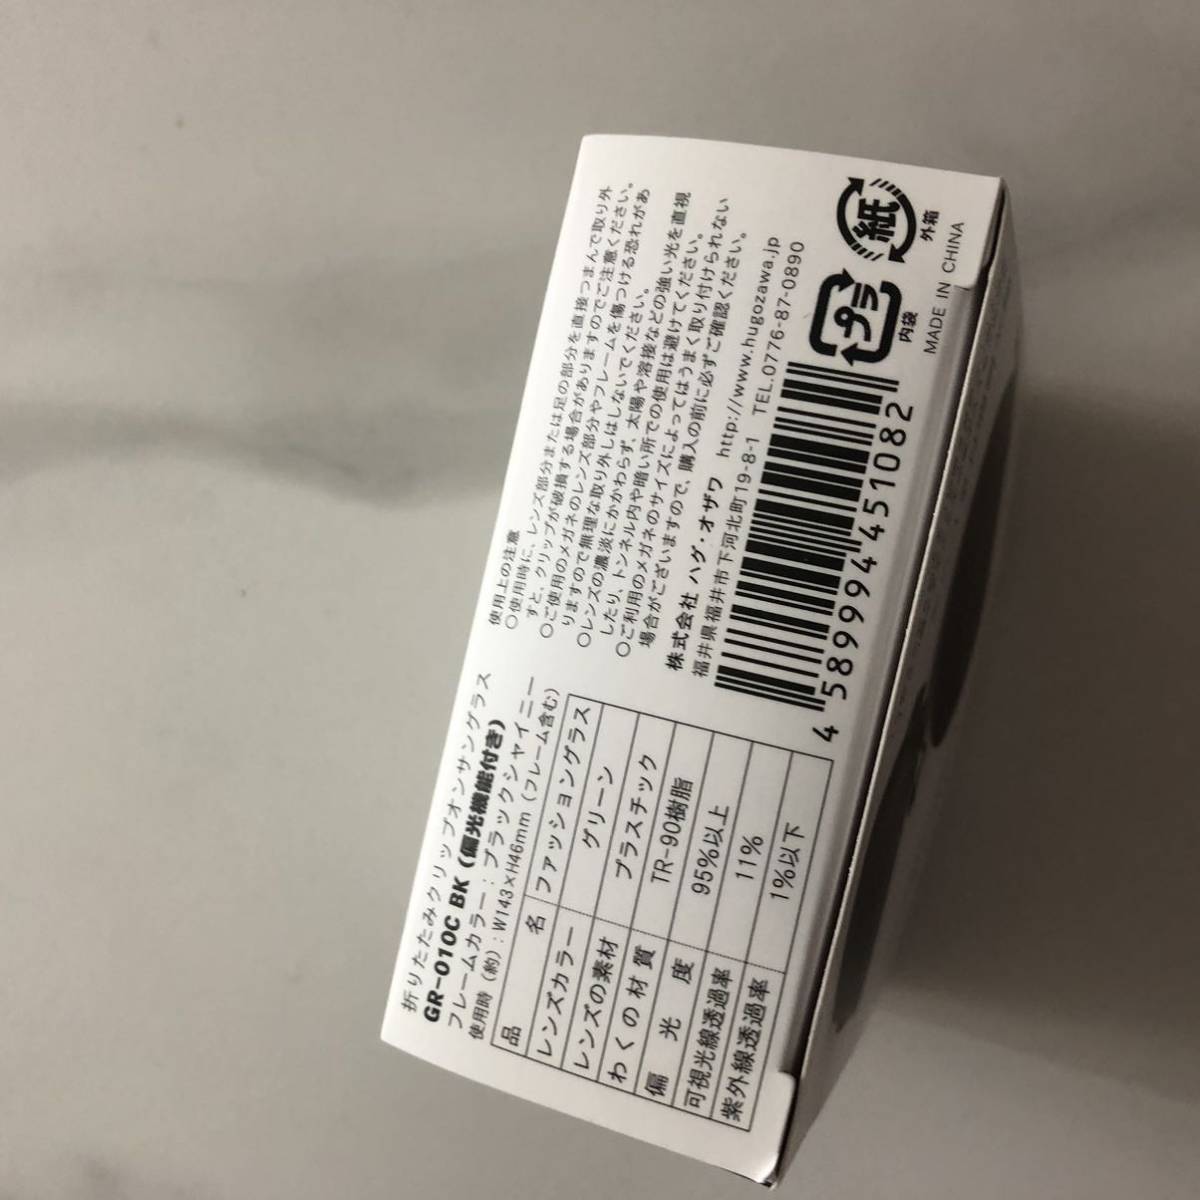 折りたたみクリップオンサングラス
GR-010C BK (偏光機能付き)
フレームカラー：ブラックシャイニー
使用時（約）：W143×H46mm（フレーム含む）
品名 ファッショングラス
レンズカラー グリーン
レンズの素材 プラスチック
わくの材質 TR-90樹脂
偏光度 95%以上
可視光線透過率 11%
紫外線透過率 1%以下
使用上の注意
○使用時に、レンズ部分または足の部分を直接つまんで取り外
すと、クリップが破損する場合がありますのでご注意ください。
○ご使用のメガネのレンズ部分やフレームを傷つける恐れがあ
りますので無理な取り外しはしないでください。
○レンズの濃淡にかかわらず、太陽や溶接などの強い光を直視
したり、トンネル内や暗い所での使用は避けてください。
○ご利用のメガネのサイズによってはうまく取り付けられない
場合がございますので、購入の前に必ずご確認ください。
株式会社 ハグ・オザワ http://www.hugozawa.jp
福井県福井市下河北町19-8-1 TEL.0776-87-0890
4 589994 451082
プラ
内袋
紙
外箱
MADE IN CHINA